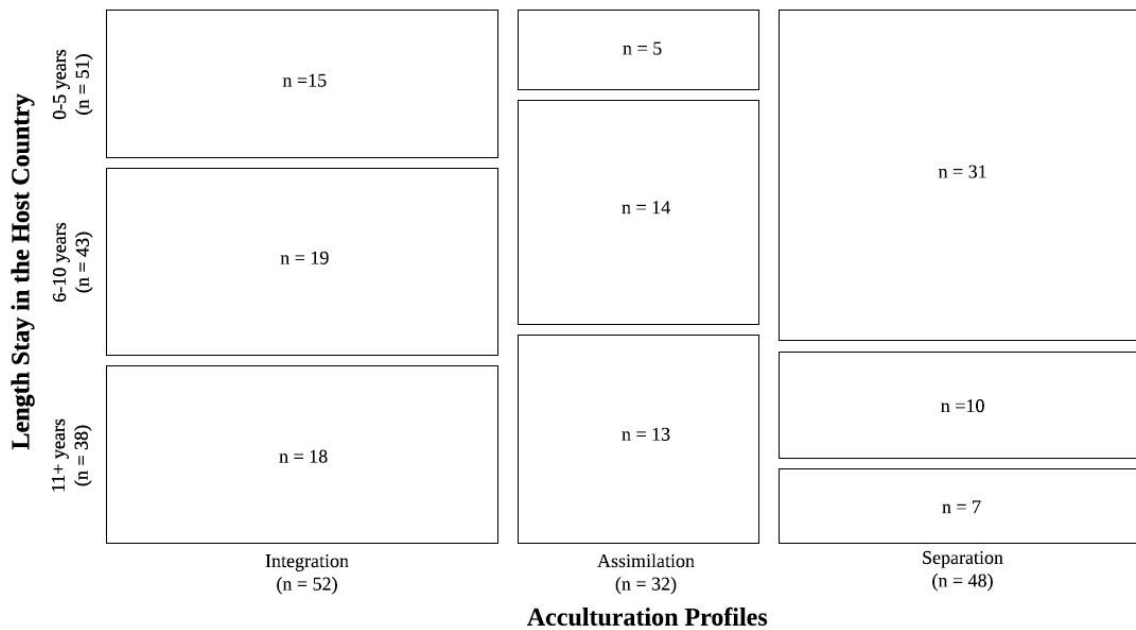 Length Stay in the Host Country
0-5 years
(n = 51)
6-10 years
(n = 43)
11+ years
(n = 38)
n =15
n = 19
n = 18
n = 5
n = 14
n = 13
n = 31
n =10
n = 7
Integration
(n = 52)
Assimilation
(n = 32)
Separation
(n = 48)
Acculturation Profiles